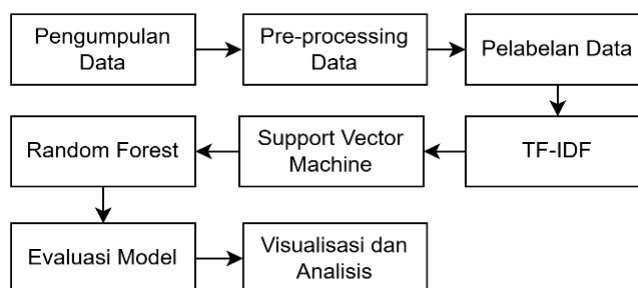 Pengumpulan
Data
Pre-processing
Data
Pelabelan Data
TF-IDF
Support Vector
Machine
Random Forest
Evaluasi Model
Visualisasi dan
Analisis